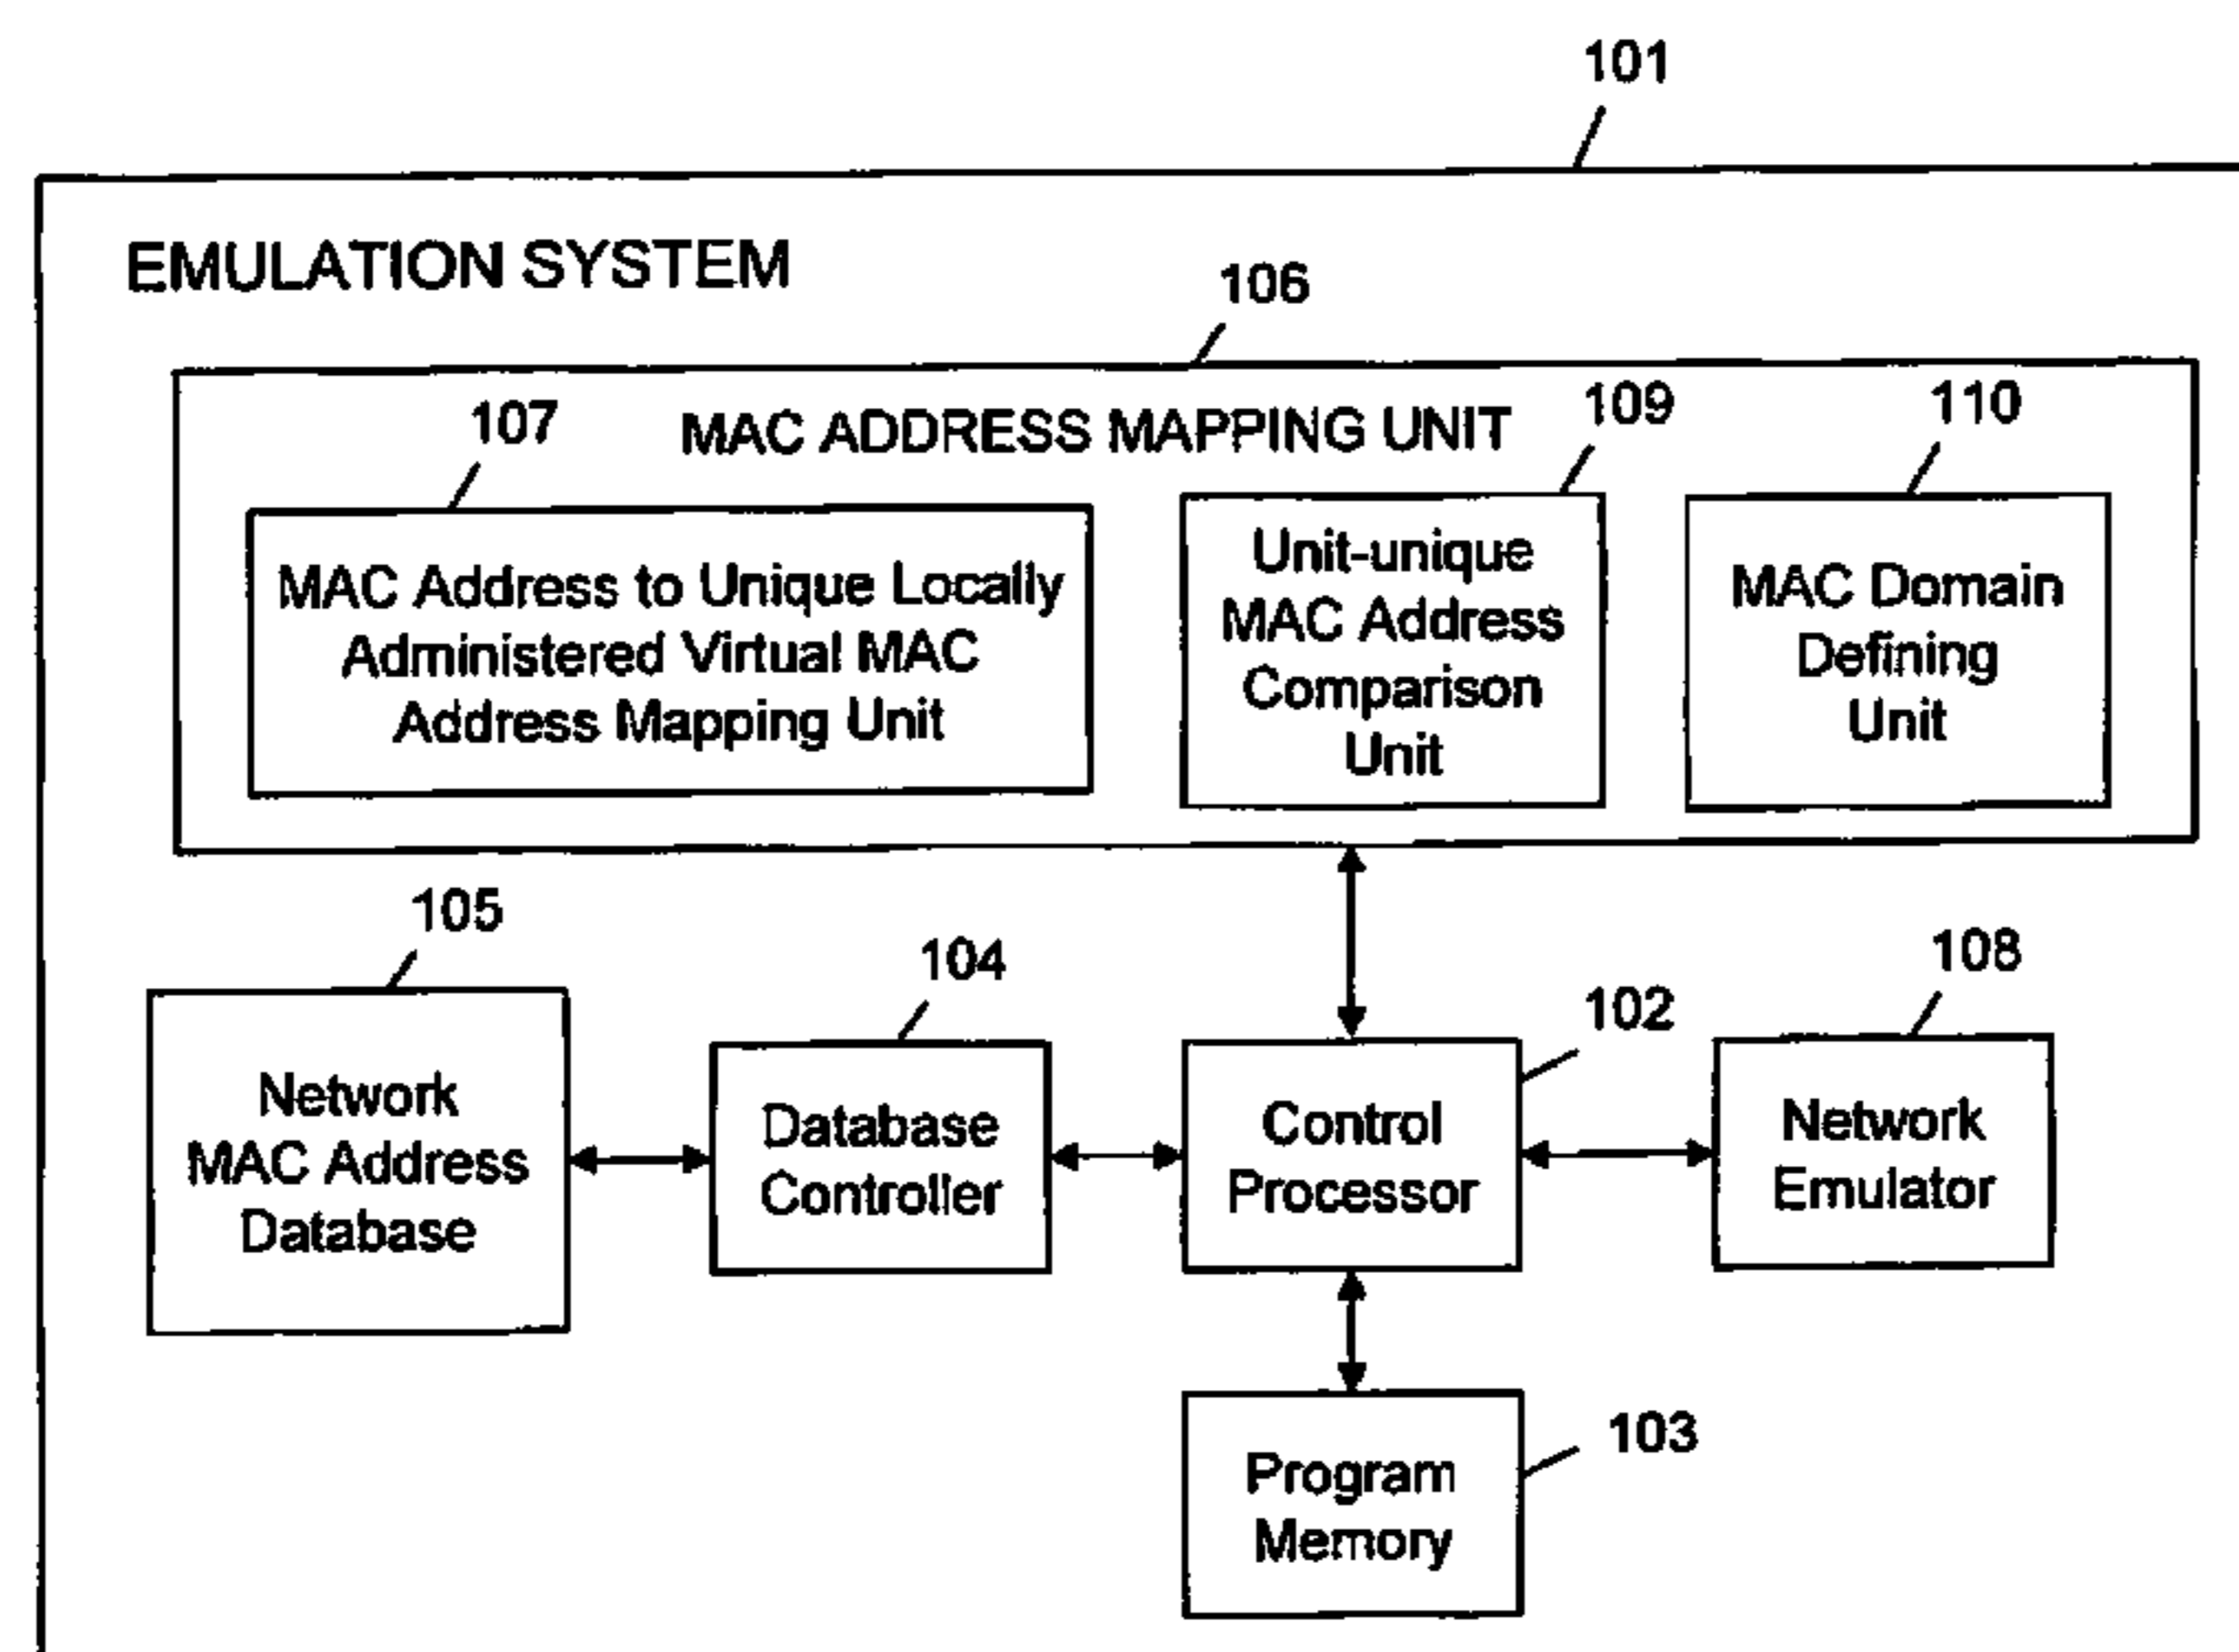 101
EMULATION SYSTEM
106
107
MAC ADDRESS MAPPING UNIT
109
110
MAC Address to Unique Locally
Administered Virtual MAC
Address Mapping Unit
Unit-unique
MAC Address
Comparison
Unit
MAC Domain
Defining
Unit
105
104
102
108
Network
MAC Address
Database
Database
Controller
Control
Processor
Network
Emulator
103
Program
Memory